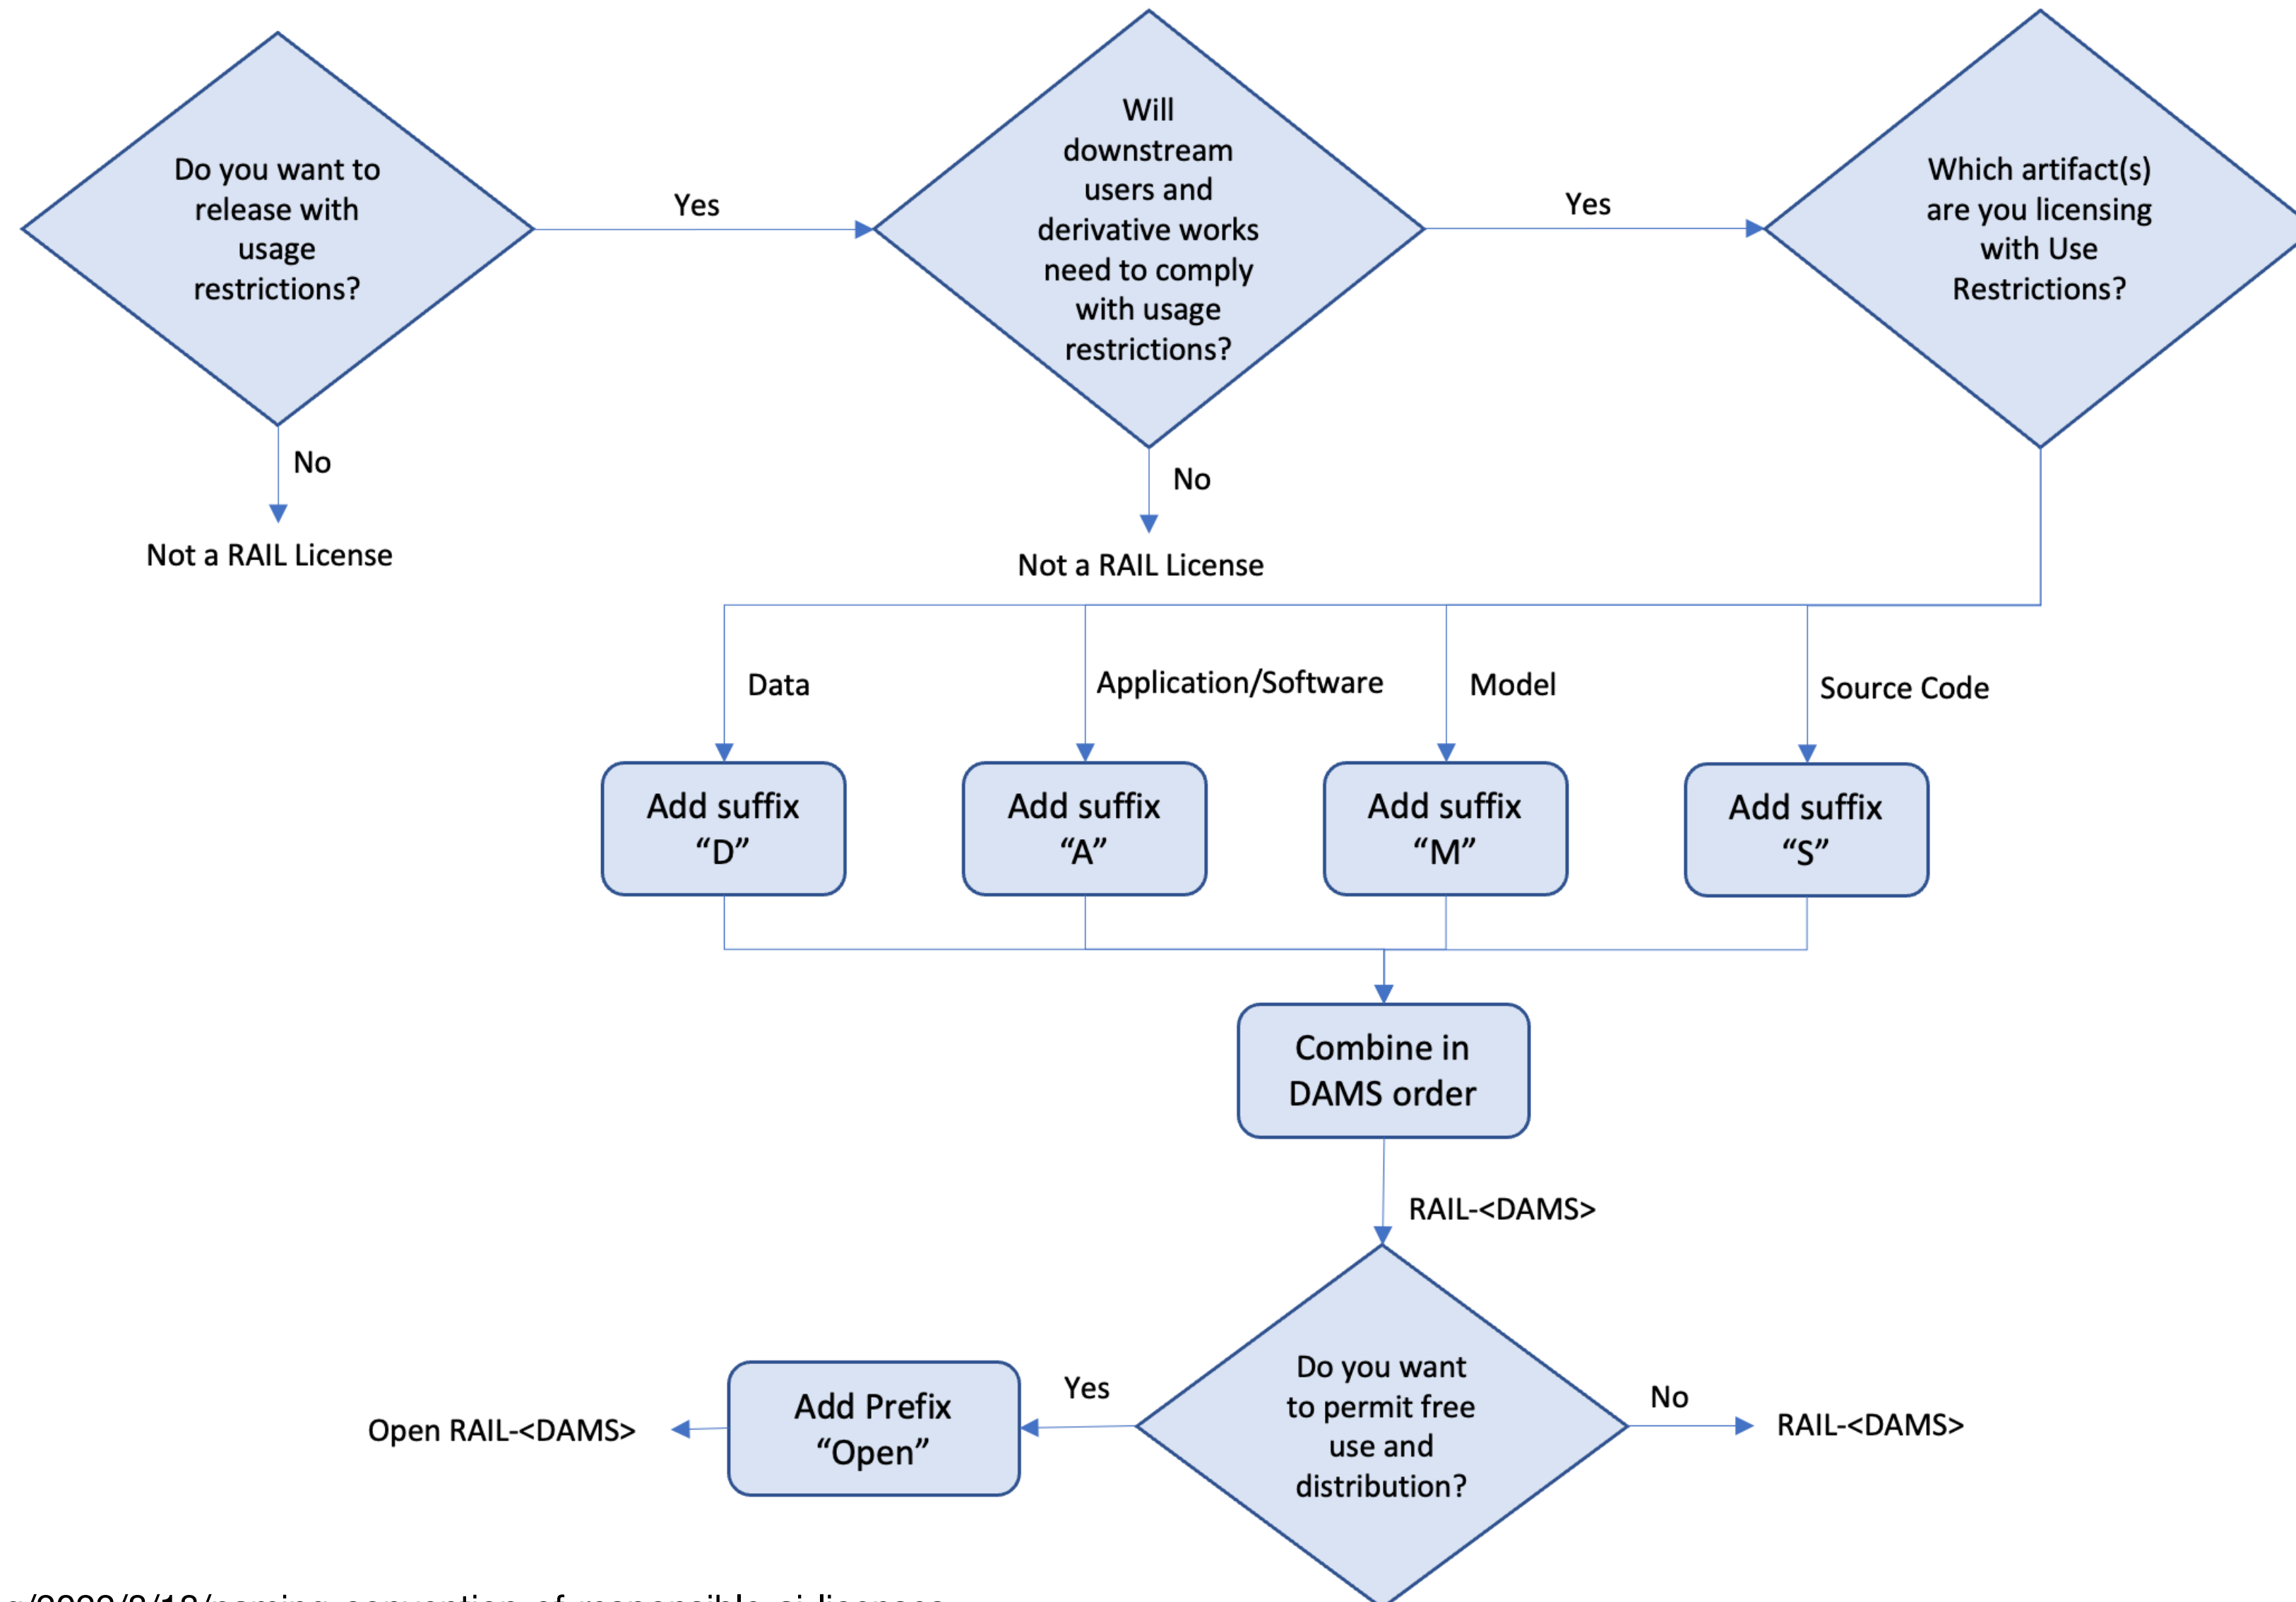 Do you want to
release with
usage
restrictions?
Yes
Will
downstream
users and
derivative works
need to comply
with usage
restrictions?
Yes
Which artifact(s)
are you licensing
with Use
Restrictions?
No
Not a RAIL License
No
Not a RAIL License
Data
Application/Software
Model
Source Code
Add suffix
“D”
Add suffix
“A”
Add suffix
“M”
Add suffix
“S”
Combine in
DAMS order
RAIL-<DAMS>
Do you want
to permit free
use and
distribution?
Yes
Add Prefix
“Open”
Open RAIL-<DAMS>
No
RAIL-<DAMS>